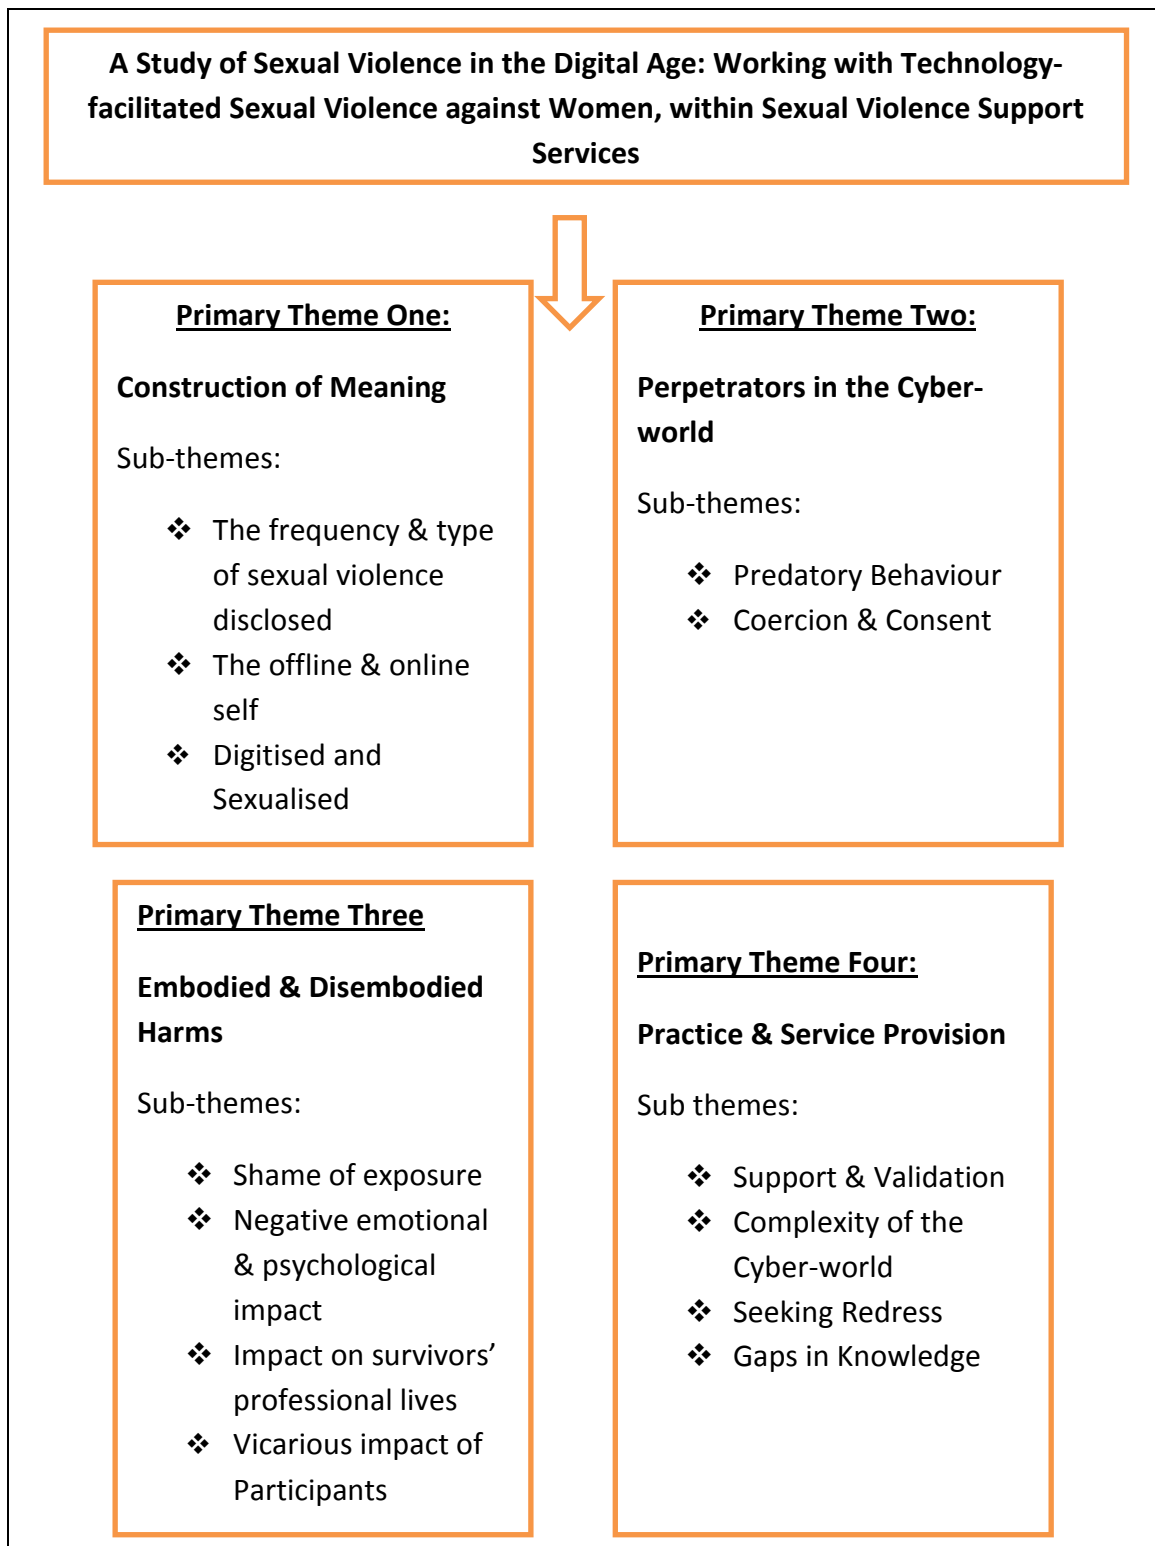 A Study of Sexual Violence in the Digital Age: Working with Technology-
facilitated Sexual Violence against Women, within Sexual Violence Support
Services
Primary Theme One:
Construction of Meaning
Sub-themes:
❖ The frequency & type
of sexual violence
disclosed
❖ The offline & online
self
❖ Digitised and
Sexualised
Primary Theme Two:
Perpetrators in the Cyber-
world
Sub-themes:
❖ Predatory Behaviour
❖ Coercion & Consent
Primary Theme Three
Embodied & Disembodied
Harms
Sub-themes:
❖ Shame of exposure
❖ Negative emotional
& psychological
impact
❖ Impact on survivors’
professional lives
❖ Vicarious impact of
Participants
Primary Theme Four:
Practice & Service Provision
Sub themes:
❖ Support & Validation
❖ Complexity of the
Cyber-world
❖ Seeking Redress
❖ Gaps in Knowledge